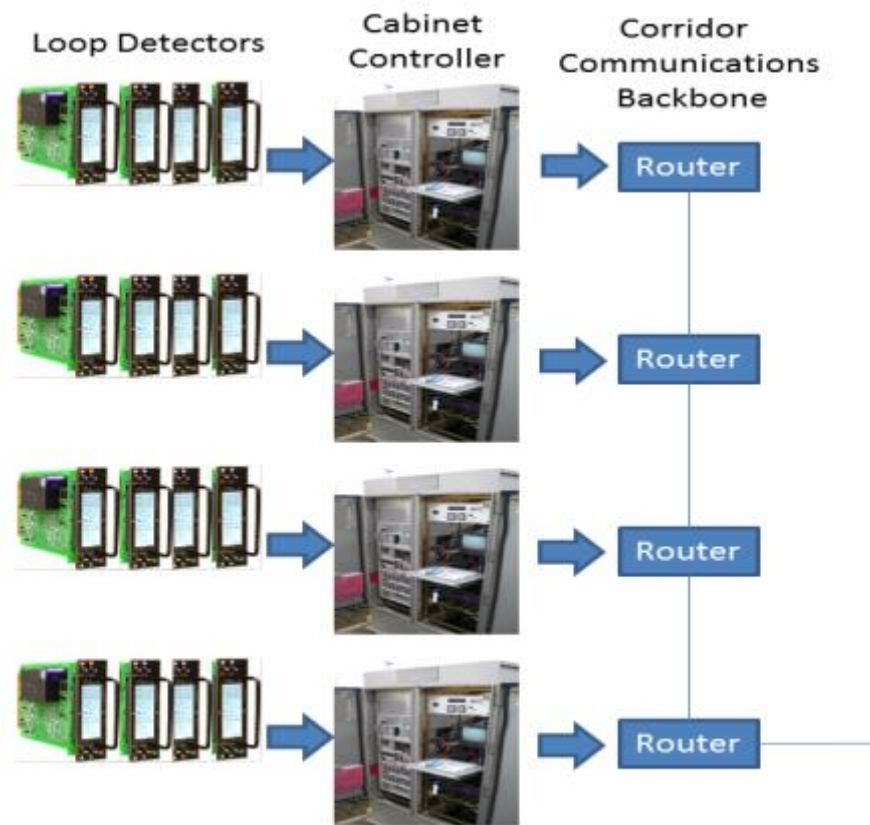 Loop Detectors
Cabinet
Controller
Corridor
Communications
Backbone
Router
Router
Router
Router